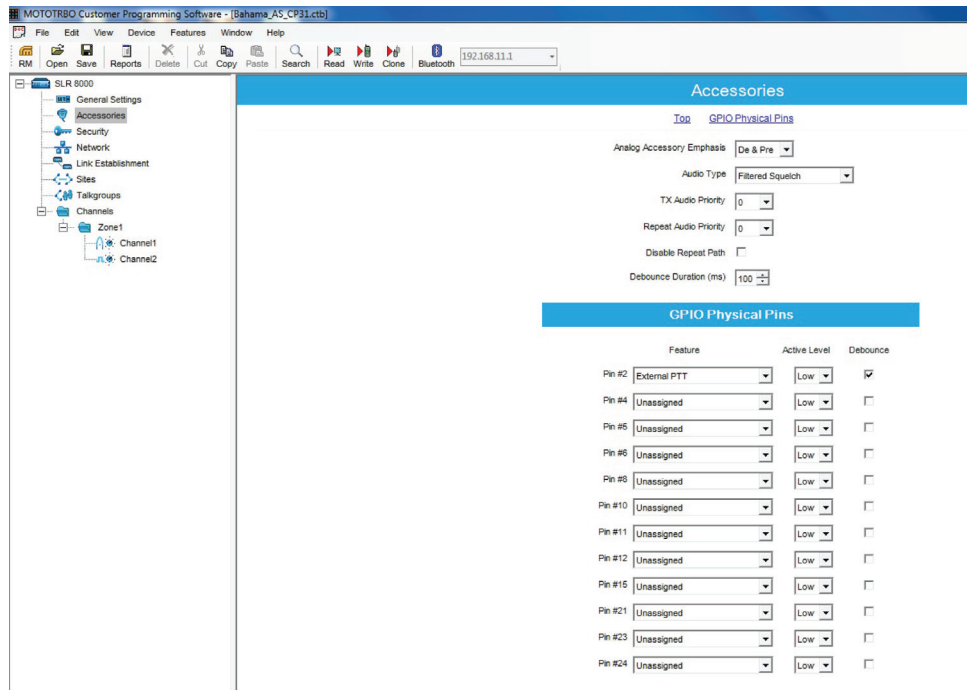 MOTOTRBO Customer Programming Software - [Bahama_AS_CP31.ctb]
File Edit View Device Features Window Help
RM Open Save Reports Delete Cut Copy Paste Search Read Write Clone Bluetooth 192.168.11.1
SLR 8000
General Settings
Accessories
Security
Network
Link Establishment
Sites
Talkgroups
Channels
Zone1
Channel1
Channel2
Accessories
Top GPIO Physical Pins
Analog Accessory Emphasis De & Pre
Audio Type Filtered Squelch
TX Audio Priority 0
Repeat Audio Priority 0
Disable Repeat Path
Debounce Duration (ms) 100
GPIO Physical Pins
Feature Active Level Debounce
Pin #2 External PTT Low
Pin #4 Unassigned Low
Pin #5 Unassigned Low
Pin #6 Unassigned Low
Pin #8 Unassigned Low
Pin #10 Unassigned Low
Pin #11 Unassigned Low
Pin #12 Unassigned Low
Pin #15 Unassigned Low
Pin #21 Unassigned Low
Pin #23 Unassigned Low
Pin #24 Unassigned Low